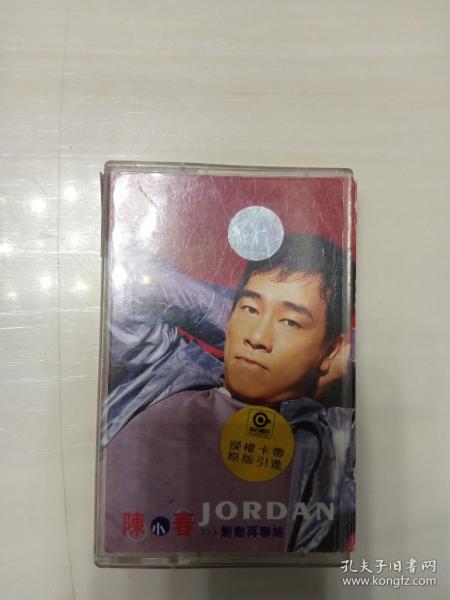 授權卡帶
原版引進
陳小春 JORDAN
>>> 謝謝再聯絡
孔夫子旧书网
www.kongfz.com